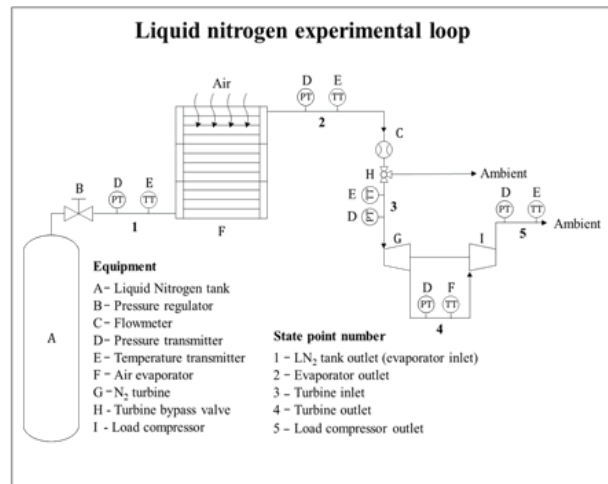 Liquid nitrogen experimental loop
Air
D E
PT TT
2
C
H
Ambient
B
D E
PT TT
1
F
E
TT
D
PT
3
D E
PT TT
5
Ambient
G
I
D F
PT TT
4
A
Equipment
A– Liquid Nitrogen tank
B– Pressure regulator
C– Flowmeter
D– Pressure transmitter
E– Temperature transmitter
F– Air evaporator
G– N₂ turbine
H - Turbine bypass valve
I - Load compressor
State point number
1 – LN₂ tank outlet (evaporator inlet)
2 – Evaporator outlet
3 – Turbine inlet
4 – Turbine outlet
5 – Load compressor outlet